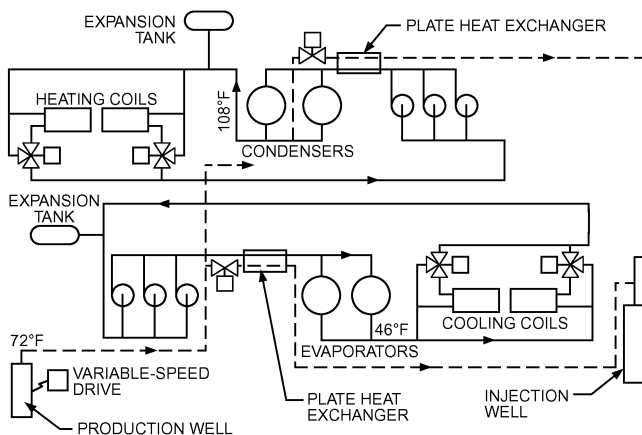 EXPANSION
TANK
PLATE HEAT EXCHANGER
HEATING COILS
108°F
CONDENSERS
EXPANSION
TANK
72°F
VARIABLE-SPEED
DRIVE
PRODUCTION WELL
46°F
EVAPORATORS
COOLING COILS
PLATE HEAT
EXCHANGER
INJECTION
WELL